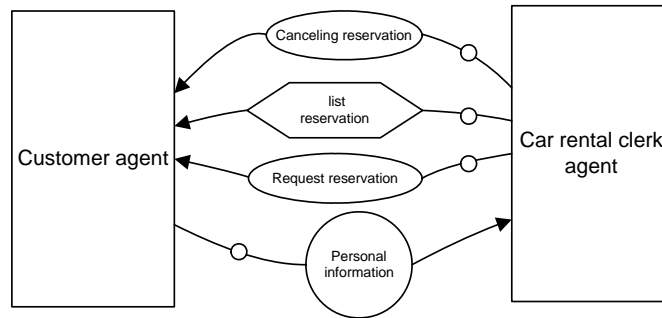 Canceling reservation
list
reservation
Customer agent
Car rental clerk
agent
Request reservation
Personal
information